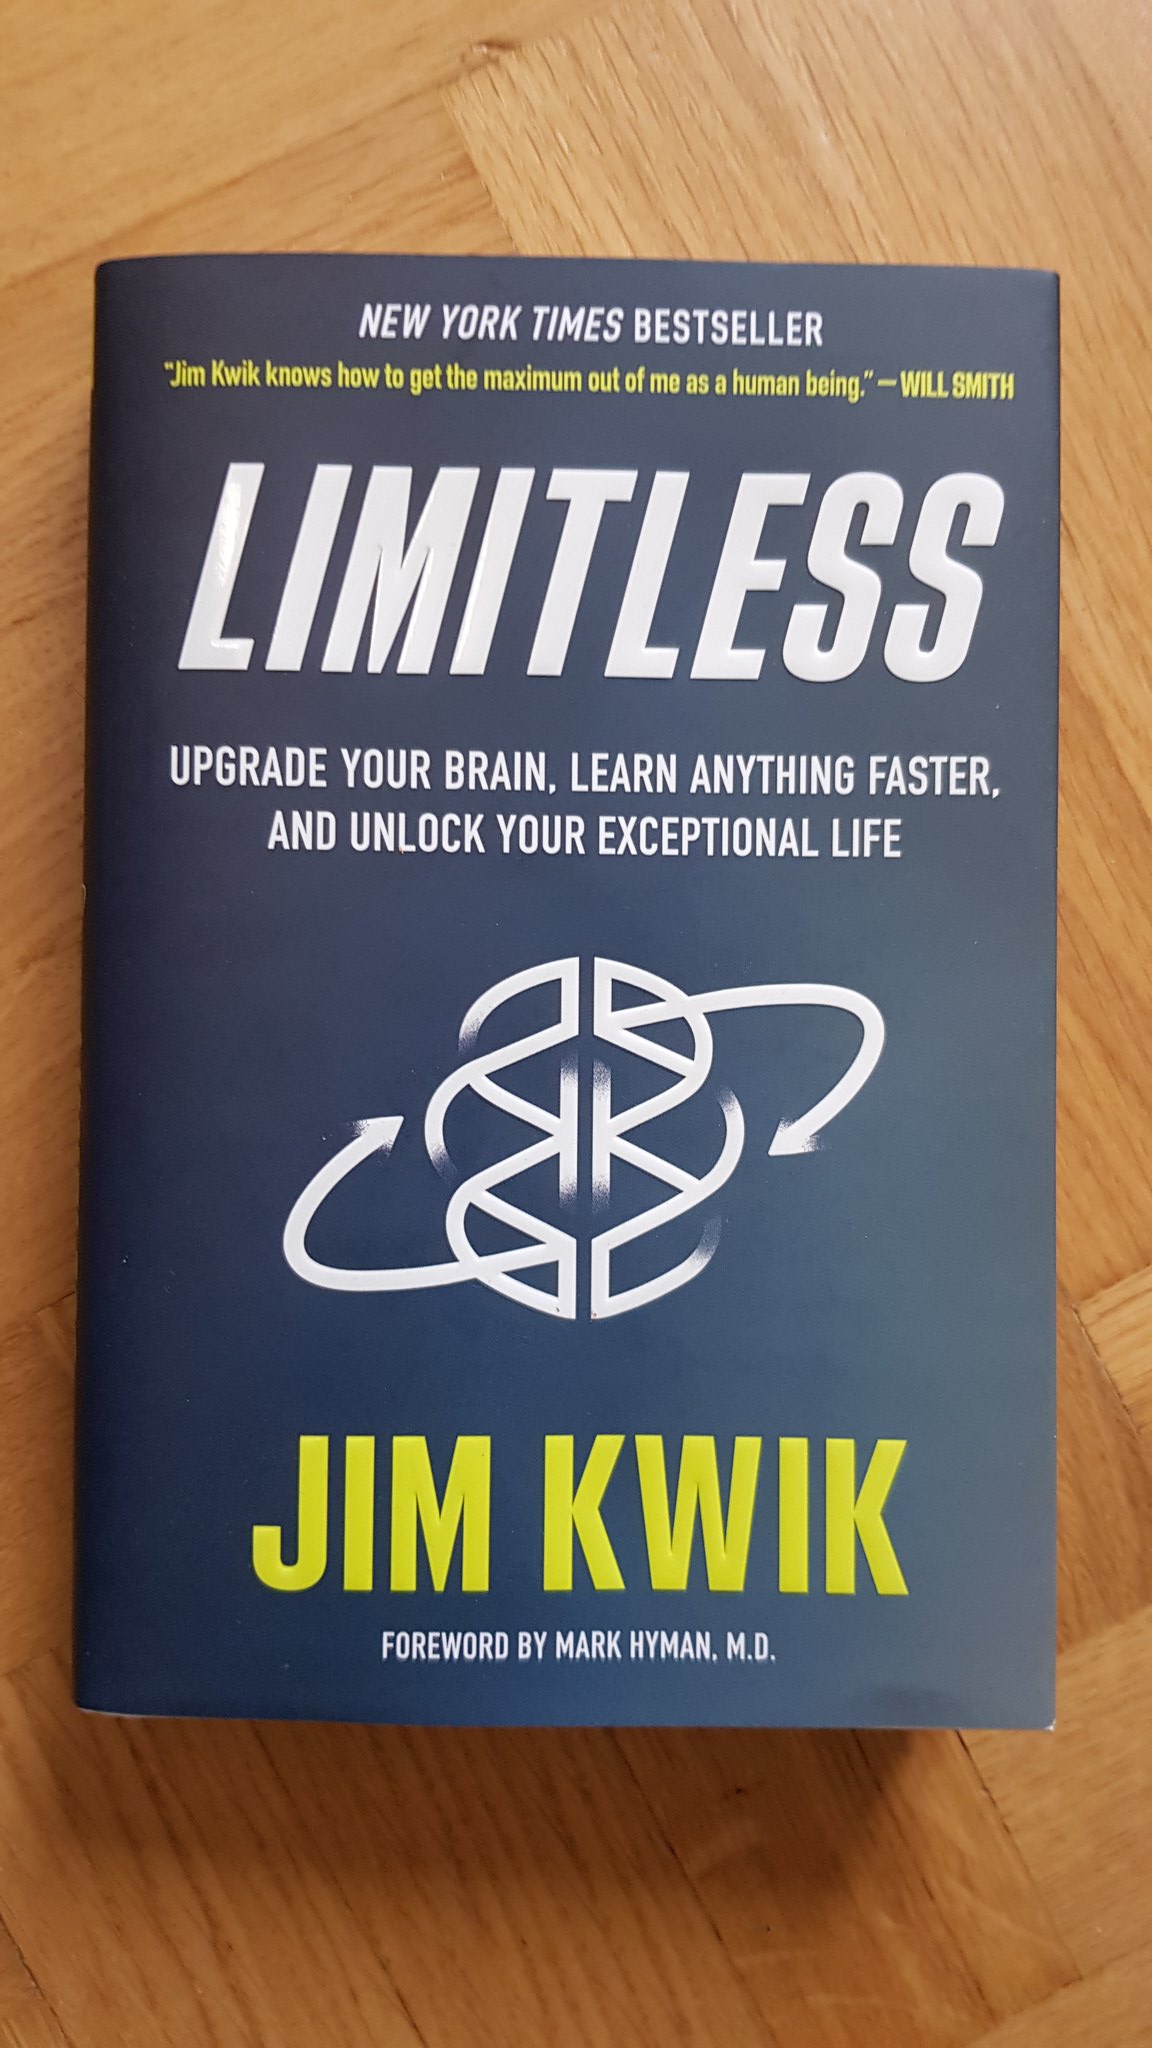 NEW YORK TIMES BESTSELLER
"Jim Kwik knows how to get the maximum out of me as a human being." — WILL SMITH
LIMITLESS
UPGRADE YOUR BRAIN, LEARN ANYTHING FASTER,
AND UNLOCK YOUR EXCEPTIONAL LIFE
JIM KWIK
FOREWORD BY MARK HYMAN, M.D.